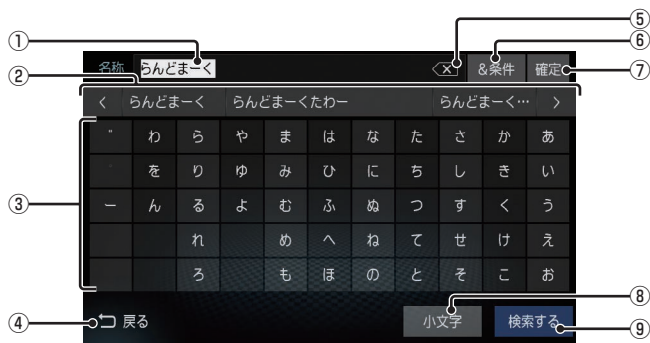 ① ② ③ ④ ⑤ ⑥ ⑦ ⑧ ⑨
名称 らんどまーく &条件 確定
< らんどまーく らんどまーくたわー らんどまーく… >
゛ わ ら や ま は な た さ か あ
゜ を り ゆ み ひ に ち し き い
ー ん る よ む ふ ぬ つ す く う
れ め へ ね て せ け え
ろ も ほ の と そ こ お
戻る 小文字 検索する